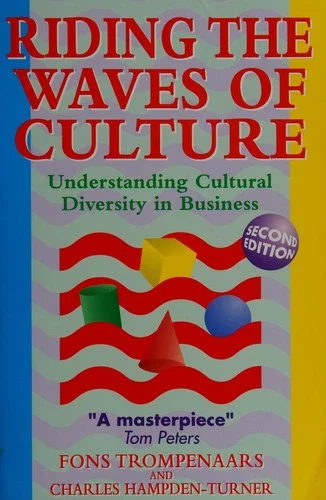 RIDING THE
WAVES OF
CULTURE
Understanding Cultural
Diversity in Business
SECOND
EDITION
"A masterpiece"
Tom Peters
FONS TROMPENAARS
AND
CHARLES HAMPDEN-TURNER